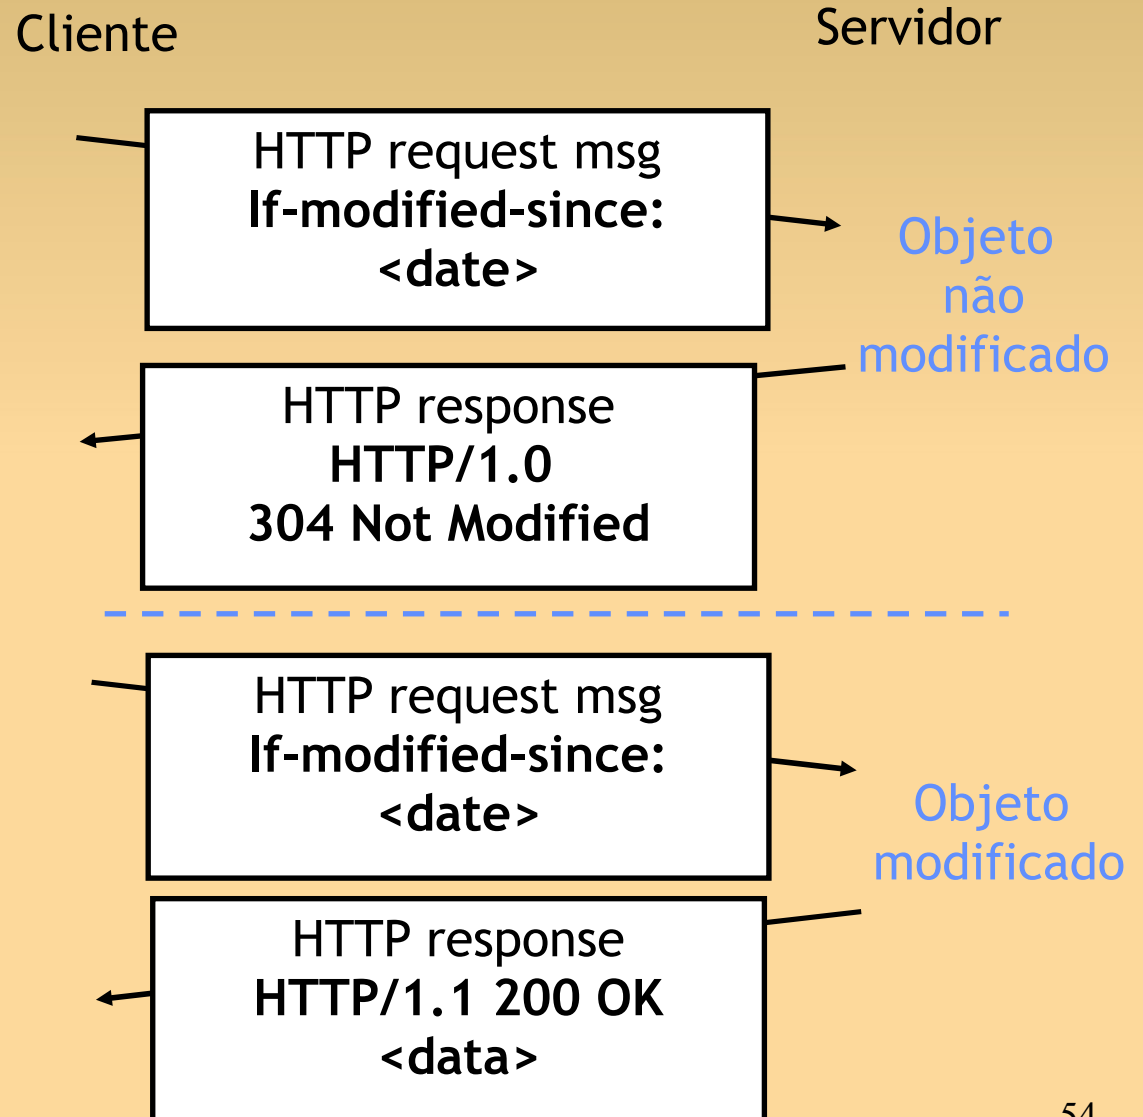 Cliente
Servidor
HTTP request msg
If-modified-since:
<date>
Objeto
não
modificado
HTTP response
HTTP/1.0
304 Not Modified
HTTP request msg
If-modified-since:
<date>
Objeto
modificado
HTTP response
HTTP/1.1 200 OK
<data>
54